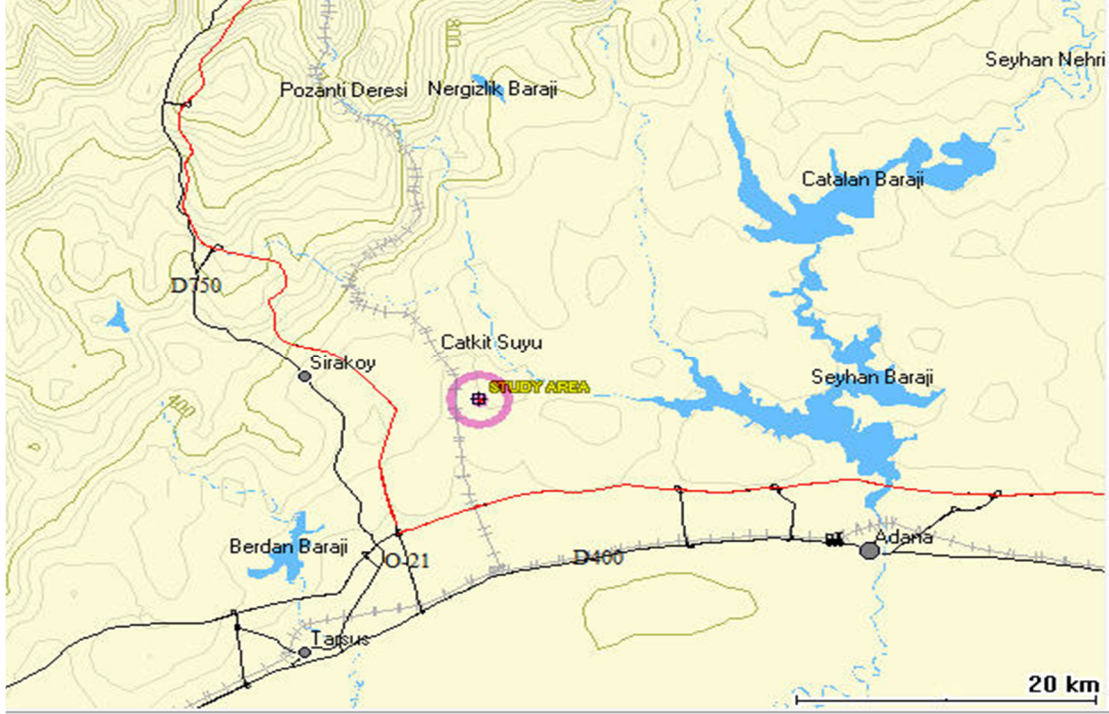 800
Seyhan Nehri
Pozanti Deresi
Nergizlik Baraji
Catalan Baraji
D750
Catkit Suyu
Sirakoy
STUDY AREA
Seyhan Baraji
400
Berdan Baraji
O-21
D400
Adana
Tarsus
20 km